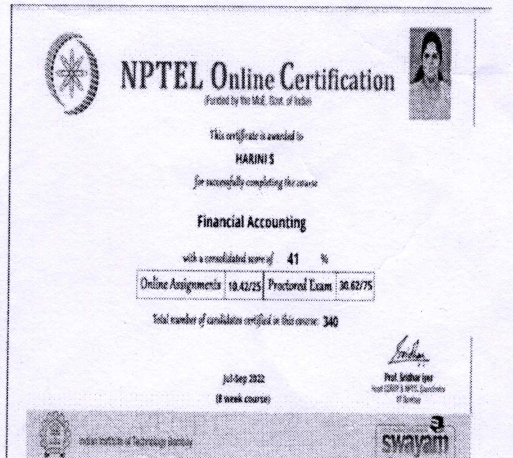 NPTEL Online Certification
(Funded by the MoE, Govt. of India)
This certificate is awarded to
HARINI S
for successfully completing the course
Financial Accounting
with a consolidated score of 41 %
Online Assignments 10.42/25 Proctored Exam 30.62/75
Total number of candidates certified in this course: 340
Jul-Sep 2022
(8 week course)
Prof. Sridhar Iyer
IIT Bombay
Indian Institute of Technology Bombay
swayam